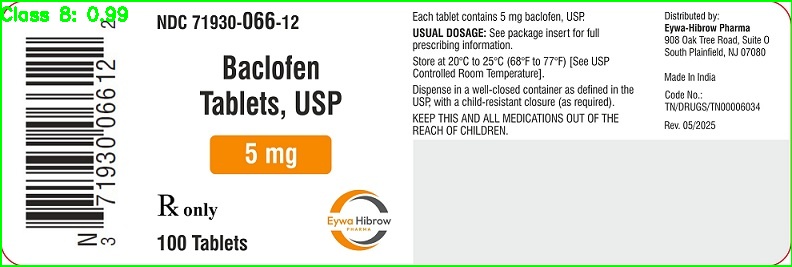 Class 8: 0.99
NDC 71930-066-12
Baclofen
Tablets, USP
5 mg
Rx only
100 Tablets
Eywa Hibrow
PHARMA
N
3 71930 06612 2
Each tablet contains 5 mg baclofen, USP.
USUAL DOSAGE: See package insert for full
prescribing information.
Store at 20°C to 25°C (68°F to 77°F) [See USP
Controlled Room Temperature].
Dispense in a well-closed container as defined in the
USP, with a child-resistant closure (as required).
KEEP THIS AND ALL MEDICATIONS OUT OF THE
REACH OF CHILDREN.
Distributed by:
Eywa-Hibrow Pharma
908 Oak Tree Road, Suite O
South Plainfield, NJ 07080
Made In India
Code No.:
TN/DRUGS/TN00006034
Rev. 05/2025